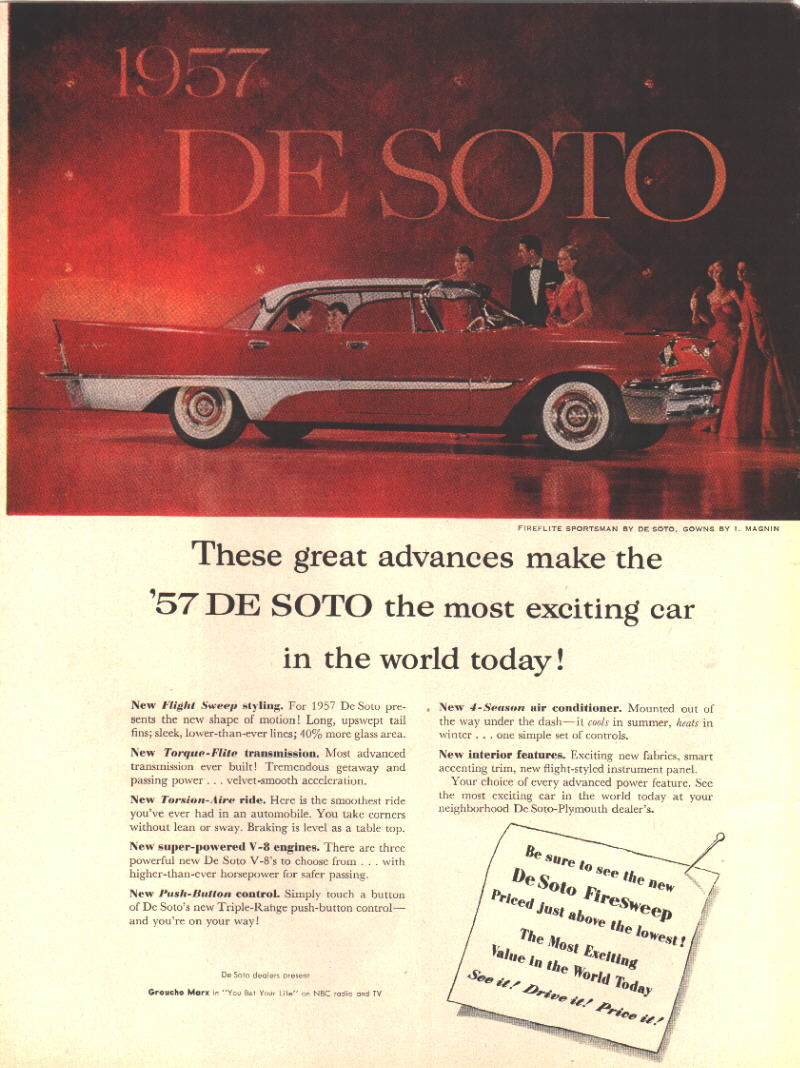 1957
DE SOTO
FIREFLITE SPORTSMAN BY DE SOTO, GOWNS BY I. MAGNIN
These great advances make the
'57 DE SOTO the most exciting car
in the world today!
New Flight Sweep styling. For 1957 De Soto pre-
sents the new shape of motion! Long, upswept tail
fins; sleek, lower-than-ever lines; 40% more glass area.
New Torque-Flite transmission. Most advanced
transmission ever built! Tremendous getaway and
passing power . . . velvet-smooth acceleration.
New Torsion-Aire ride. Here is the smoothest ride
you've ever had in an automobile. You take corners
without lean or sway. Braking is level as a table top.
New super-powered V-8 engines. There are three
powerful new De Soto V-8's to choose from . . . with
higher-than-ever horsepower for safer passing.
New Push-Button control. Simply touch a button
of De Soto's new Triple-Range push-button control—
and you're on your way!
New 4-Season air conditioner. Mounted out of
the way under the dash—it cools in summer, heats in
winter . . . one simple set of controls.
New interior features. Exciting new fabrics, smart
accenting trim, new flight-styled instrument panel.
Your choice of every advanced power feature. See
the most exciting car in the world today at your
neighborhood De Soto-Plymouth dealer's.
Be sure to see the new
De Soto FireSweep
Priced just above the lowest!
The Most Exciting
Value in the World Today
See it! Drive it! Price it!
De Soto dealers present
Groucho Marx in "You Bet Your Life" on NBC radio and TV